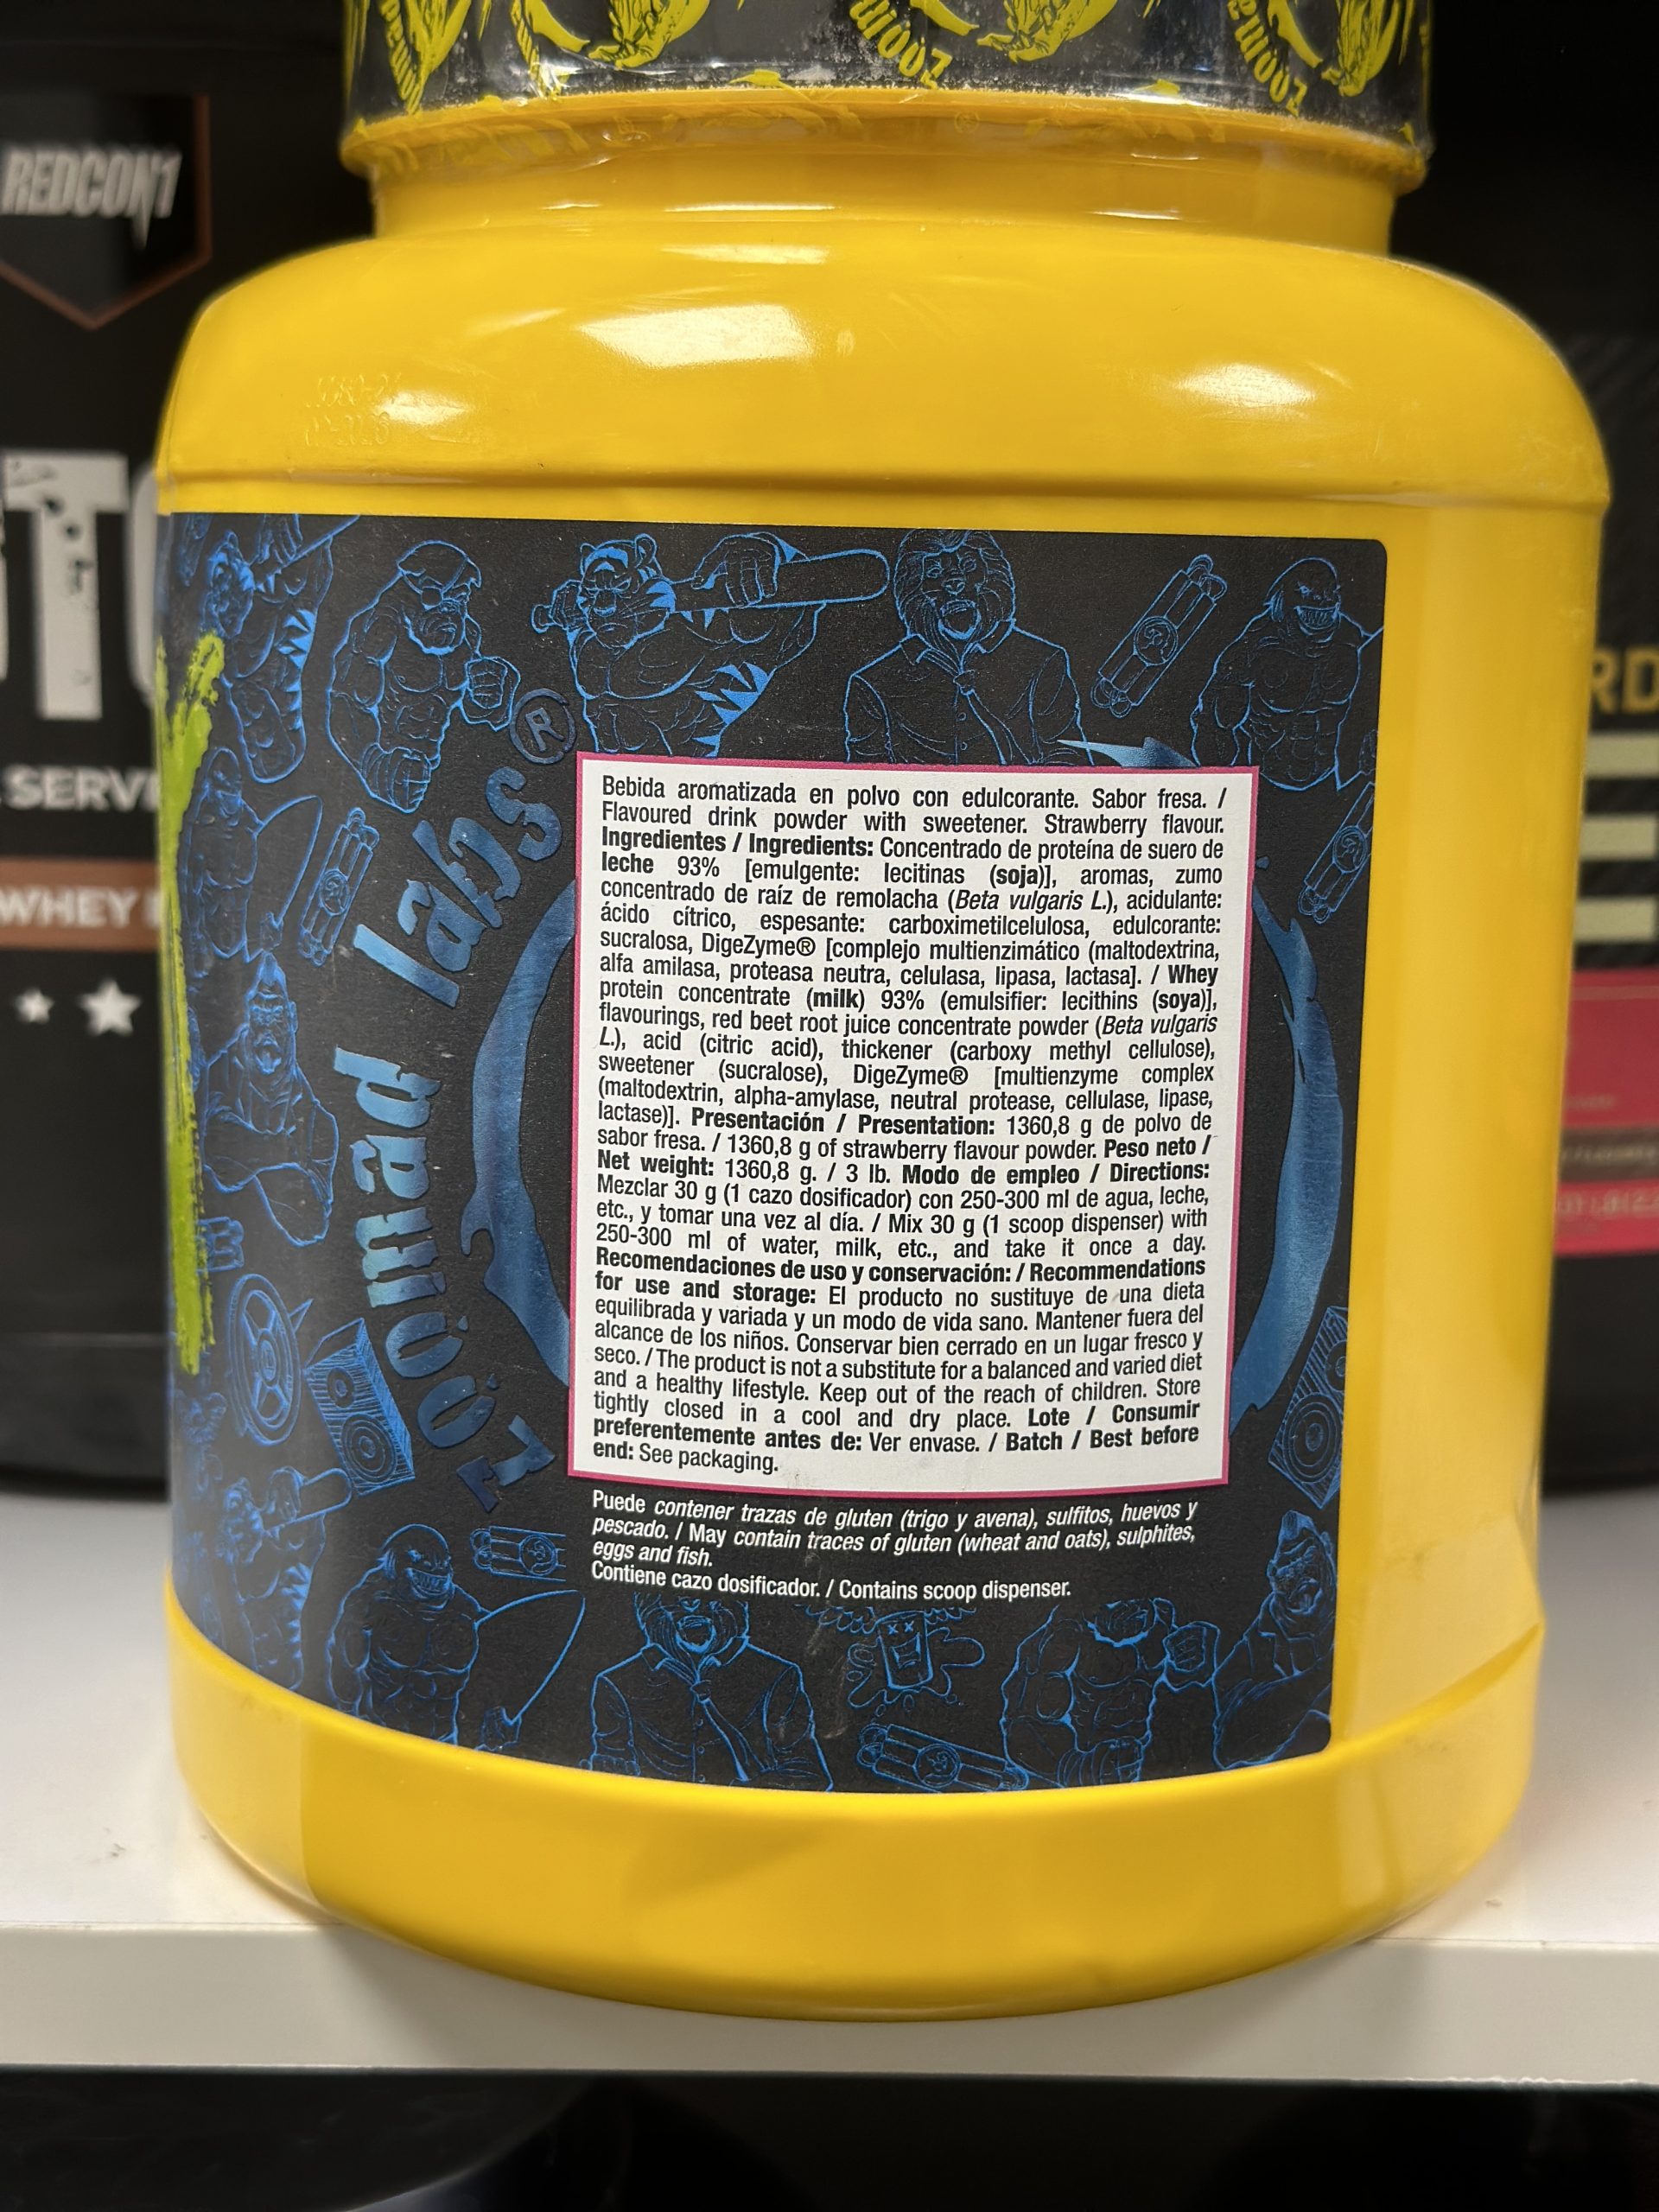 zoomad
zoomad
REDCON1
SERV
WHEY
RD
zoomad labs®
Bebida aromatizada en polvo con edulcorante. Sabor fresa. /
Flavoured drink powder with sweetener. Strawberry flavour.
Ingredientes / Ingredients: Concentrado de proteína de suero de
leche 93% [emulgente: lecitinas (soja)], aromas, zumo
concentrado de raíz de remolacha (Beta vulgaris L.), acidulante:
ácido cítrico, espesante: carboximetilcelulosa, edulcorante:
sucralosa, DigeZyme® [complejo multienzimático (maltodextrina,
alfa amilasa, proteasa neutra, celulasa, lipasa, lactasa]. / Whey
protein concentrate (milk) 93% (emulsifier: lecithins (soya)],
flavourings, red beet root juice concentrate powder (Beta vulgaris
L.), acid (citric acid), thickener (carboxy methyl cellulose),
sweetener (sucralose), DigeZyme® [multienzyme complex
(maltodextrin, alpha-amylase, neutral protease, cellulase, lipase,
lactase)]. Presentación / Presentation: 1360,8 g de polvo de
sabor fresa. / 1360,8 g of strawberry flavour powder. Peso neto /
Net weight: 1360,8 g. / 3 lb. Modo de empleo / Directions:
Mezclar 30 g (1 cazo dosificador) con 250-300 ml de agua, leche,
etc., y tomar una vez al día. / Mix 30 g (1 scoop dispenser) with
250-300 ml of water, milk, etc., and take it once a day.
Recomendaciones de uso y conservación: / Recommendations
for use and storage: El producto no sustituye de una dieta
equilibrada y variada y un modo de vida sano. Mantener fuera del
alcance de los niños. Conservar bien cerrado en un lugar fresco y
seco. / The product is not a substitute for a balanced and varied diet
and a healthy lifestyle. Keep out of the reach of children. Store
tightly closed in a cool and dry place. Lote / Consumir
preferentemente antes de: Ver envase. / Batch / Best before
end: See packaging.
Puede contener trazas de gluten (trigo y avena), sulfitos, huevos y
pescado. / May contain traces of gluten (wheat and oats), sulphites,
eggs and fish.
Contiene cazo dosificador. / Contains scoop dispenser.